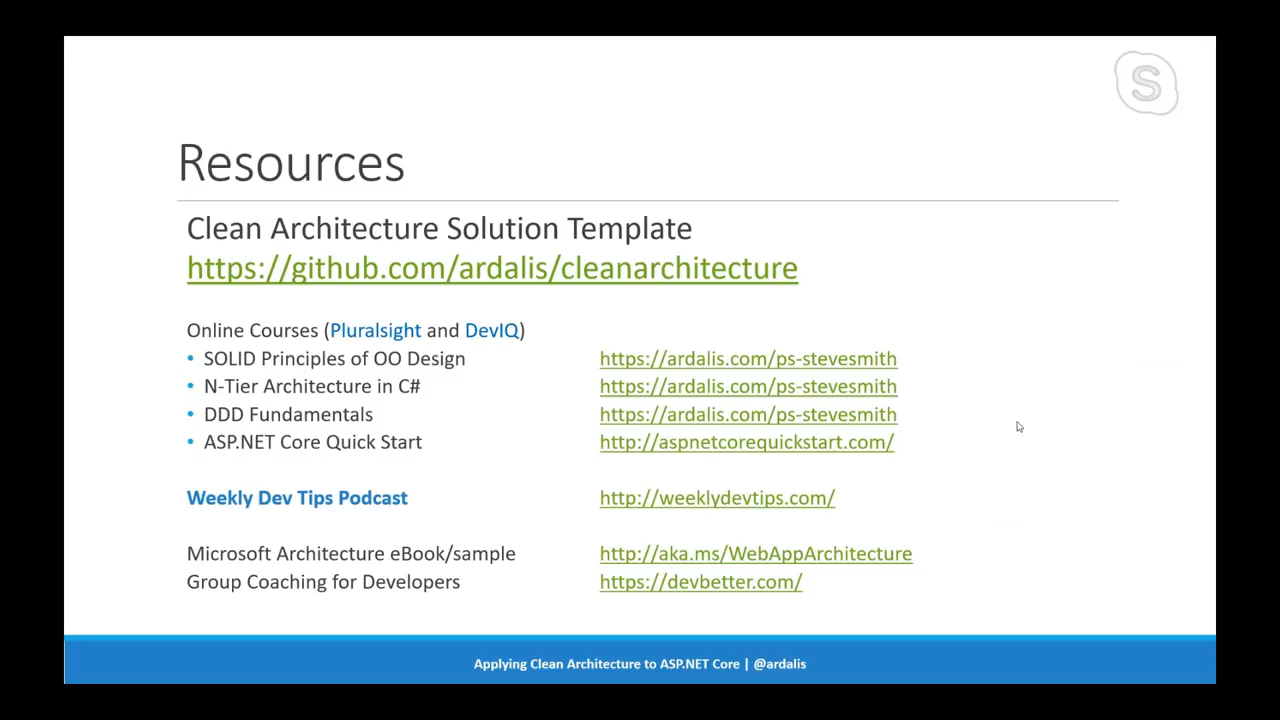 S
Resources
Clean Architecture Solution Template
https://github.com/ardalis/cleanarchitecture
Online Courses (Pluralsight and DevIQ)
• SOLID Principles of OO Design https://ardalis.com/ps-stevesmith
• N-Tier Architecture in C# https://ardalis.com/ps-stevesmith
• DDD Fundamentals https://ardalis.com/ps-stevesmith
• ASP.NET Core Quick Start http://aspnetcorequickstart.com/
Weekly Dev Tips Podcast http://weeklydevtips.com/
Microsoft Architecture eBook/sample http://aka.ms/WebAppArchitecture
Group Coaching for Developers https://devbetter.com/
Applying Clean Architecture to ASP.NET Core | @ardalis